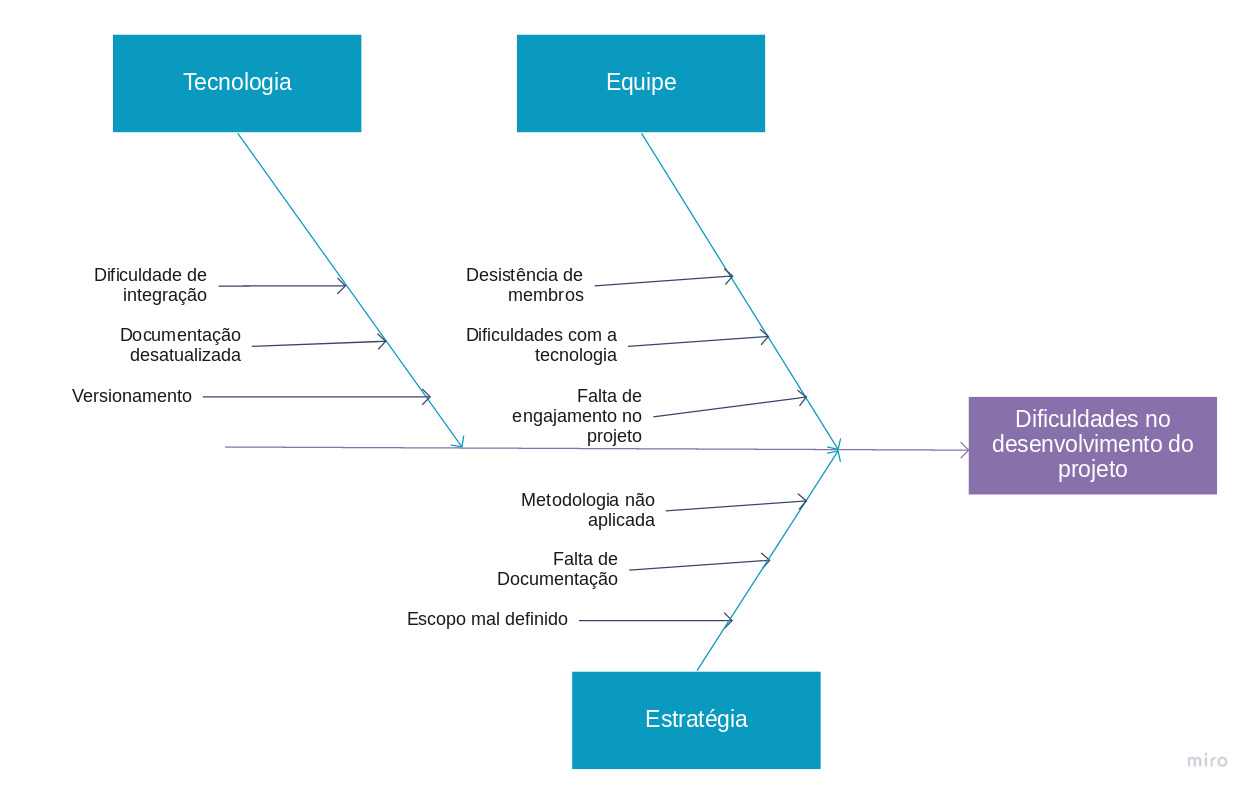 Tecnologia
Equipe
Dificuldade de
integração
Documentação
desatualizada
Versionamento
Desistência de
membros
Dificuldades com a
tecnologia
Falta de
engajamento no
projeto
Dificuldades no
desenvolvimento do
projeto
Metodologia não
aplicada
Falta de
Documentação
Escopo mal definido
Estratégia
miro